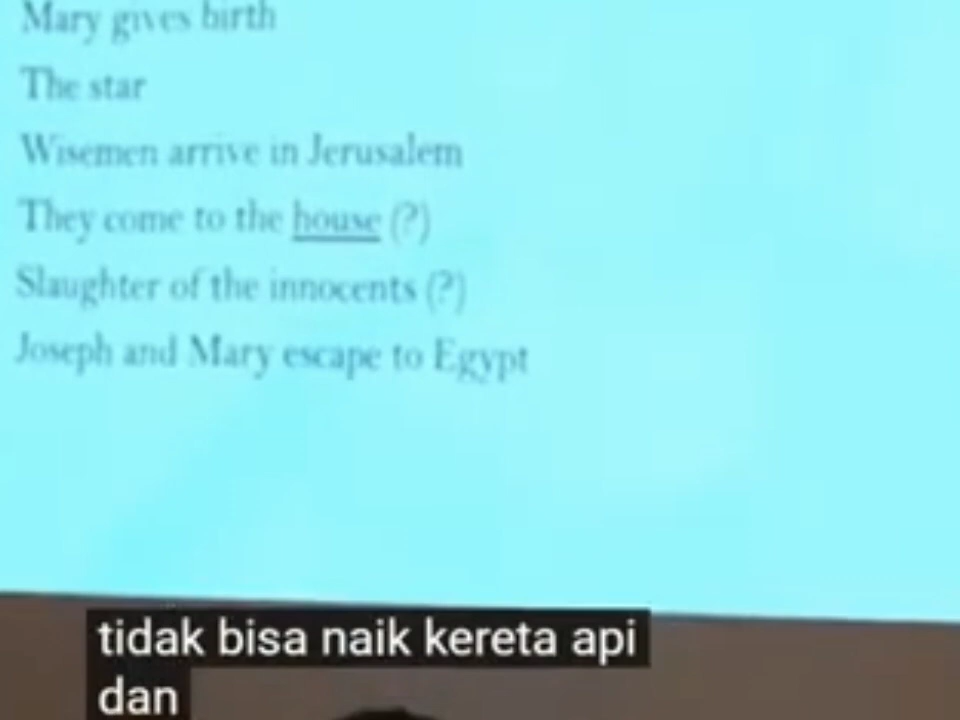 Mary gives birth
The star
Wisemen arrive in Jerusalem
They come to the house (?)
Slaughter of the innocents (?)
Joseph and Mary escape to Egypt
tidak bisa naik kereta api
dan